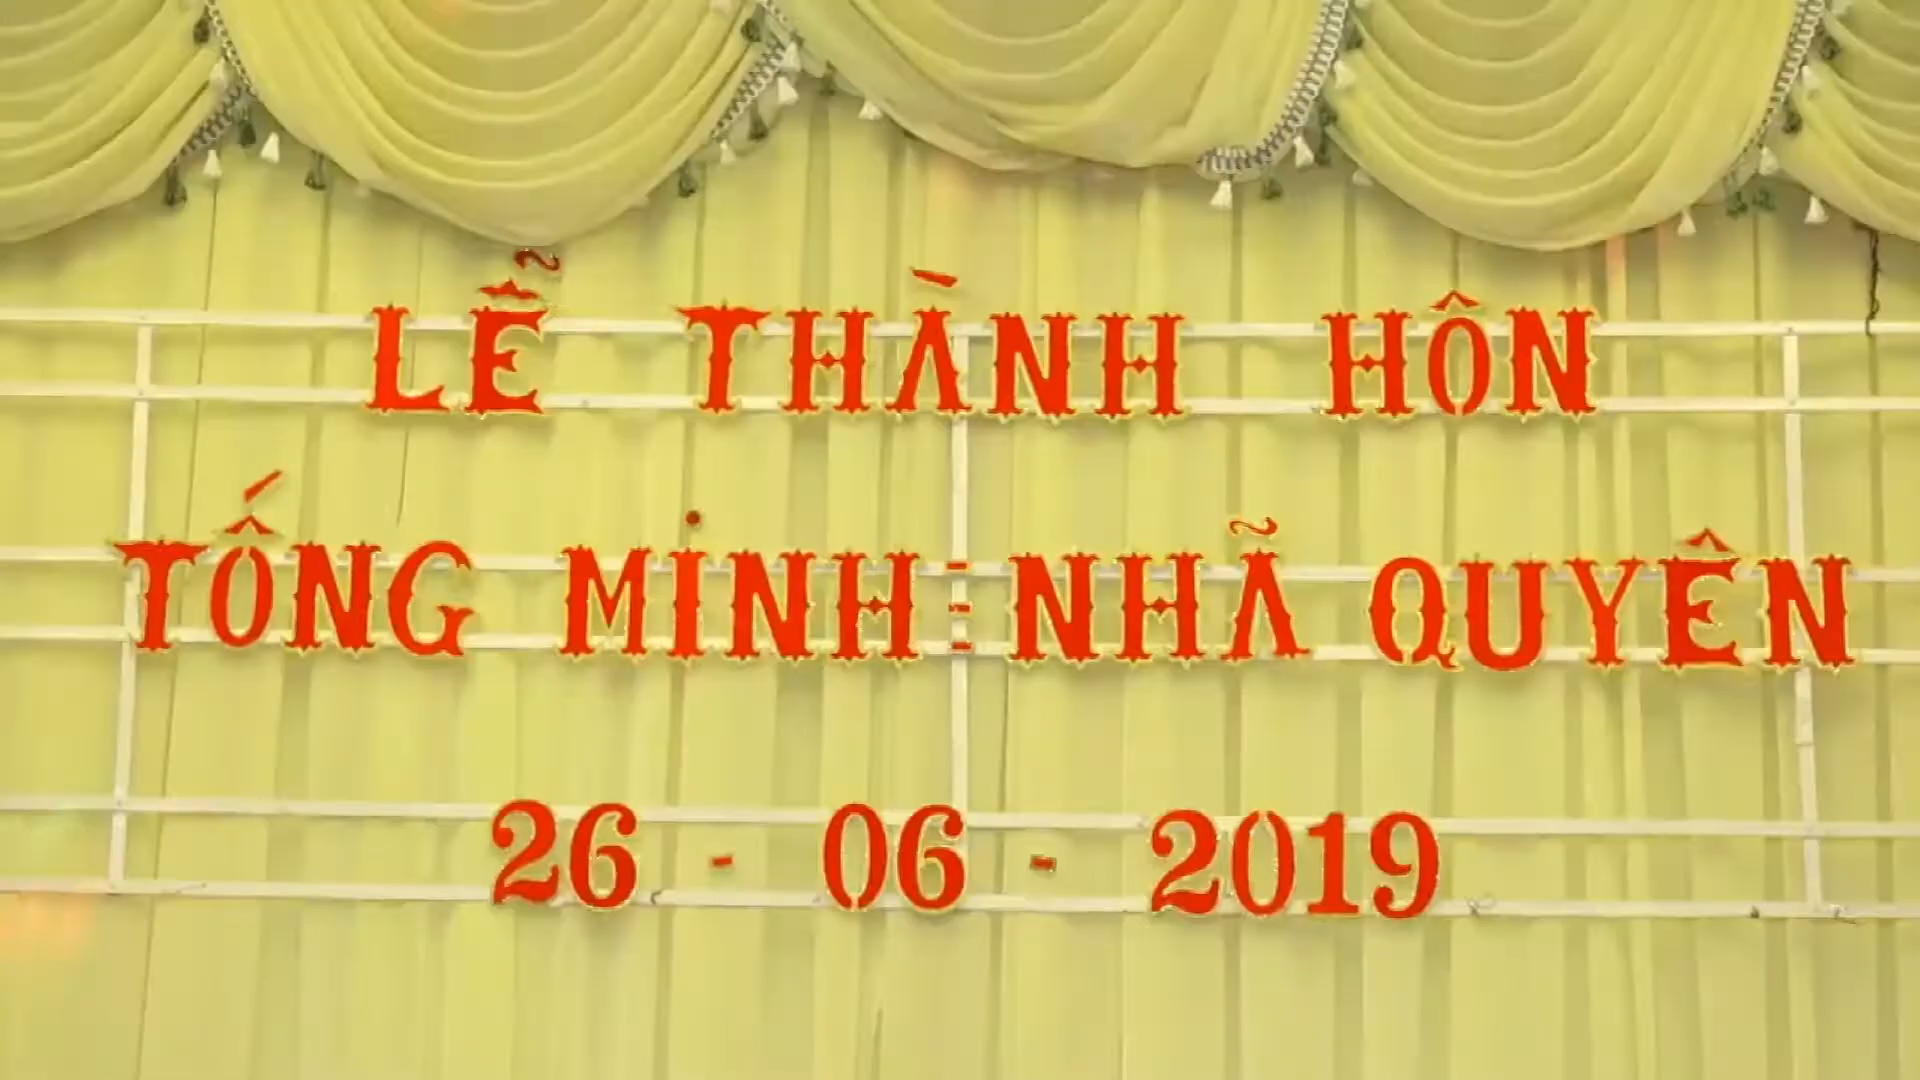 LỄ THÀNH HÔN
TỐNG MINH NHÃ QUYÊN
26 - 06 - 2019